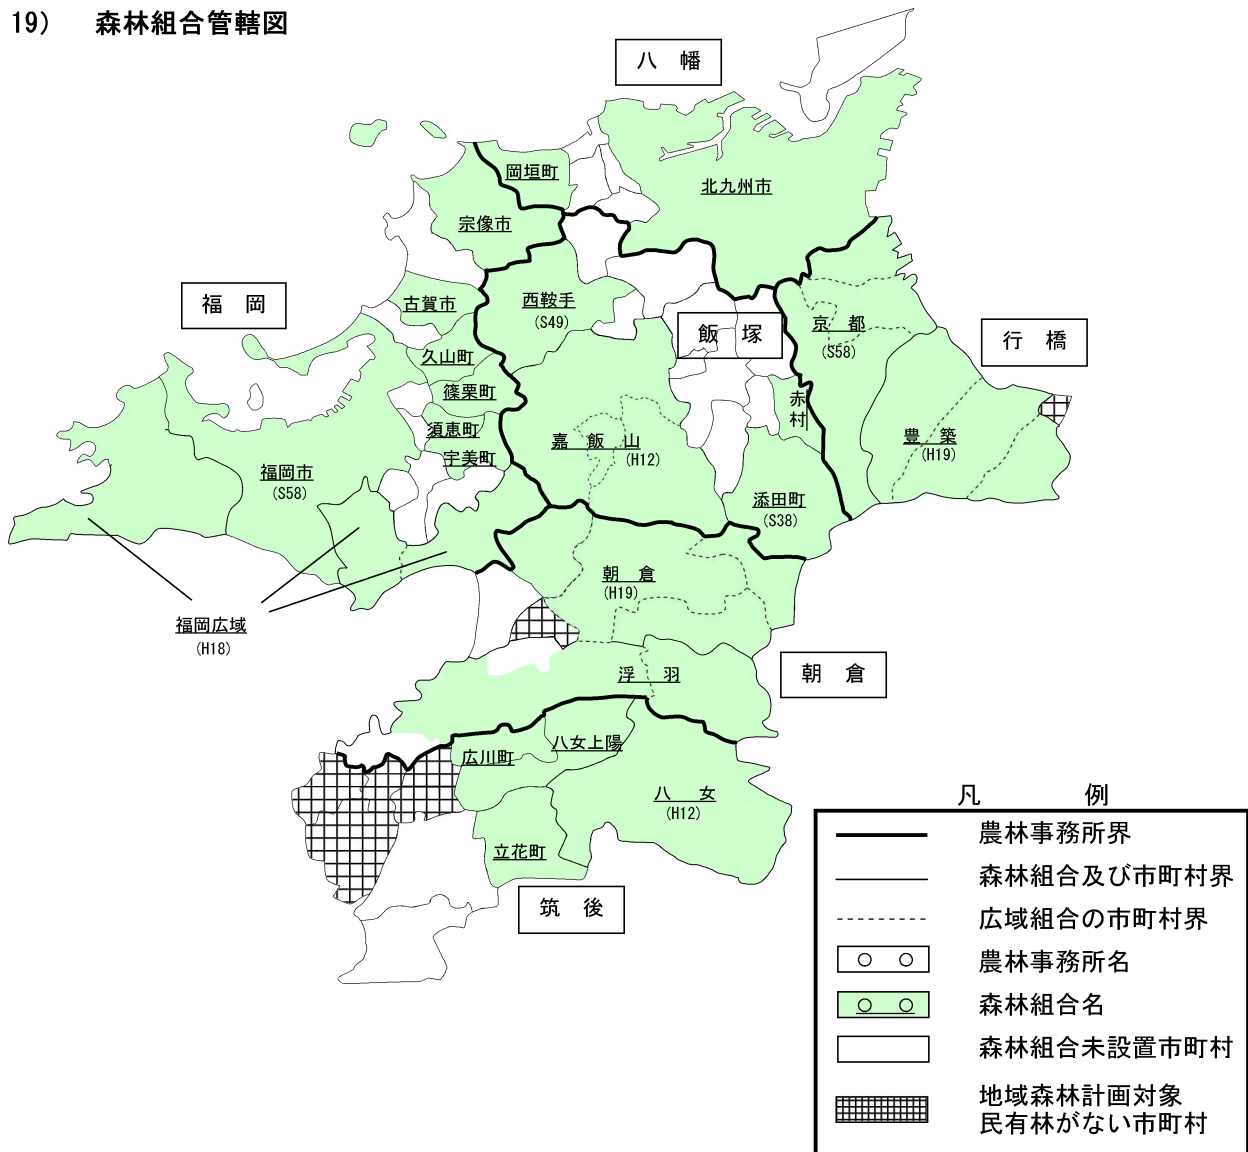 19)　森林組合管轄図
八　幡
岡垣町
北九州市
宗像市
福　岡
古賀市
西鞍手
(S49)
飯　塚
京　都
(S58)
行　橋
久山町
篠栗町
赤村
須恵町
嘉　飯　山
(H12)
豊　築
(H19)
宇美町
福岡市
(S58)
添田町
(S38)
朝　倉
(H19)
福岡広域
(H18)
浮　羽
朝　倉
八女上陽
広川町
八　女
(H12)
立花町
筑　後
凡　例
農林事務所界
森林組合及び市町村界
広域組合の市町村界
○　○
農林事務所名
○　○
森林組合名
森林組合未設置市町村
地域森林計画対象
民有林がない市町村